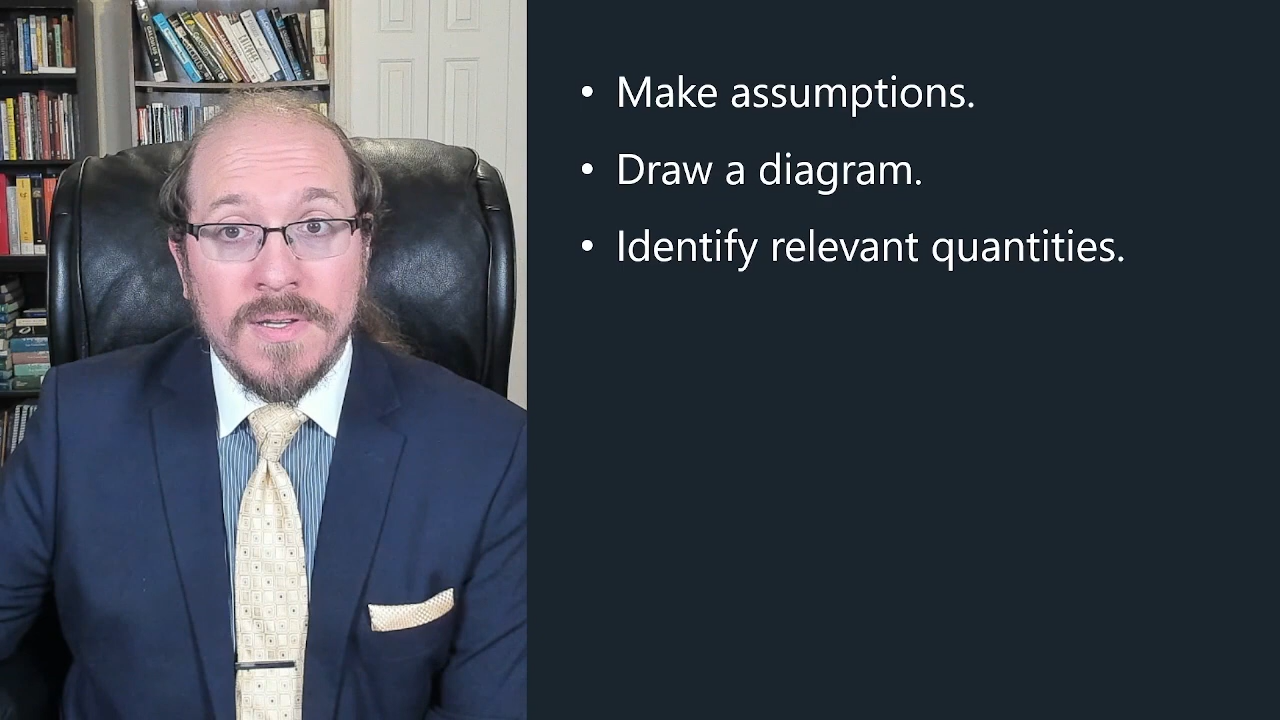 • Make assumptions.
• Draw a diagram.
• Identify relevant quantities.